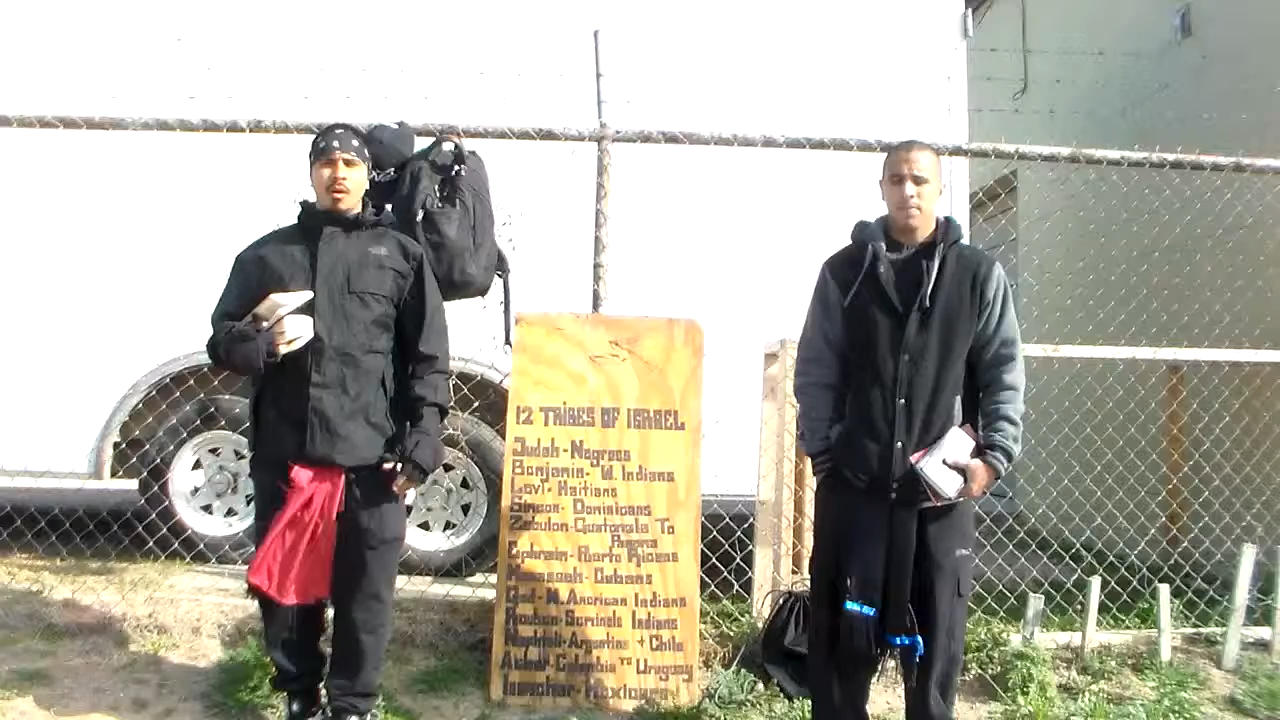 12 TRIBES OF ISRAEL
Judah-Negroes
Benjamin-W. Indians
Levi-Haitians
Simeon-Dominicans
Zebulon-Guatemala To
Panama
Ephraim-Puerto Ricans
Manasseh-Cubans
Gad-N.American Indians
Reuben-Seminole Indians
Naphtali-Argentina + Chile
Asher-Colombia To Uruguay
Issachar-Mexicans